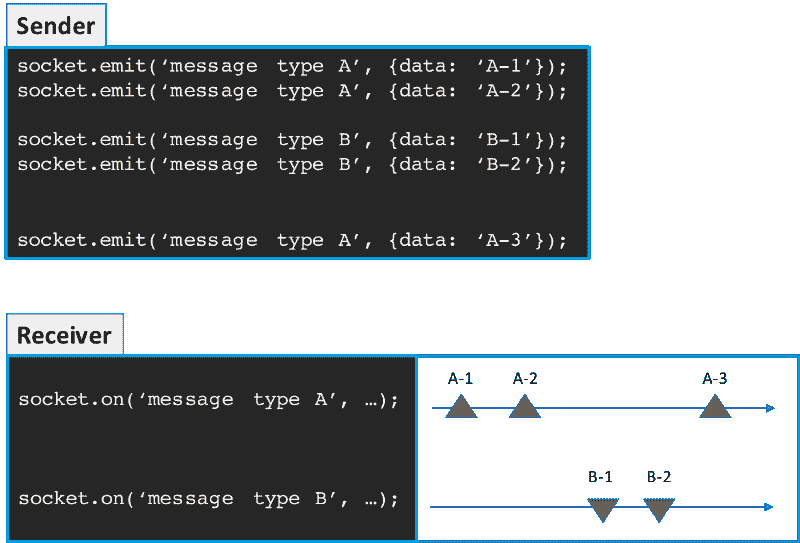 Sender
socket.emit(‘message type A’, {data: ‘A-1’});
socket.emit(‘message type A’, {data: ‘A-2’});
socket.emit(‘message type B’, {data: ‘B-1’});
socket.emit(‘message type B’, {data: ‘B-2’});
socket.emit(‘message type A’, {data: ‘A-3’});
Receiver
socket.on(‘message type A’, …);
A-1 A-2 A-3
socket.on(‘message type B’, …);
B-1 B-2